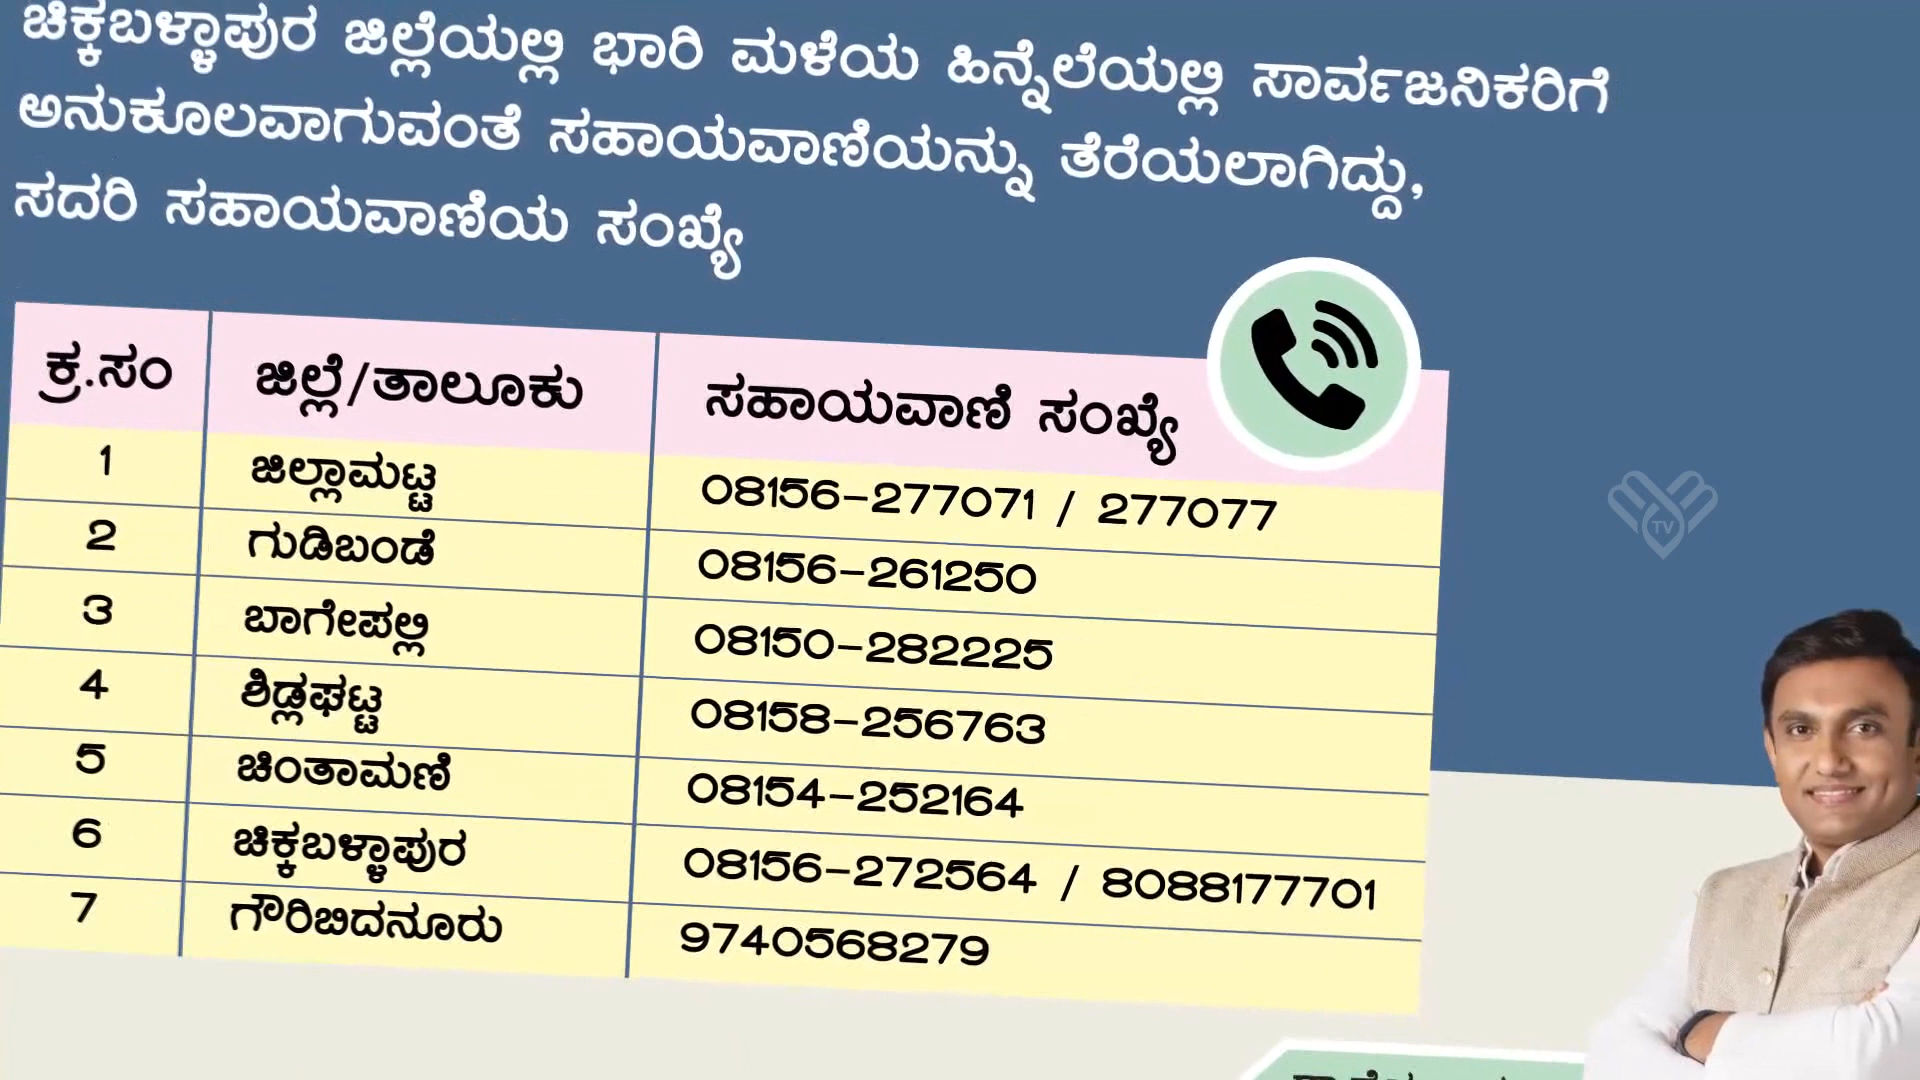 ಚಿಕ್ಕಬಳ್ಳಾಪುರ ಜಿಲ್ಲೆಯಲ್ಲಿ ಭಾರಿ ಮಳೆಯ ಹಿನ್ನೆಲೆಯಲ್ಲಿ ಸಾರ್ವಜನಿಕರಿಗೆ
ಅನುಕೂಲವಾಗುವಂತೆ ಸಹಾಯವಾಣಿಯನ್ನು ತೆರೆಯಲಾಗಿದ್ದು,
ಸದರಿ ಸಹಾಯವಾಣಿಯ ಸಂಖ್ಯೆ
ಕ್ರ.ಸಂ ಜಿಲ್ಲೆ/ತಾಲೂಕು ಸಹಾಯವಾಣಿ ಸಂಖ್ಯೆ
1 ಜಿಲ್ಲಾಮಟ್ಟ 08156-277071 / 277077
2 ಗುಡಿಬಂಡೆ 08156-261250
3 ಬಾಗೇಪಲ್ಲಿ 08150-282225
4 ಶಿಡ್ಲಘಟ್ಟ 08158-256763
5 ಚಿಂತಾಮಣಿ 08154-252164
6 ಚಿಕ್ಕಬಳ್ಳಾಪುರ 08156-272564 / 8088177701
7 ಗೌರಿಬಿದನೂರು 9740568279
TV